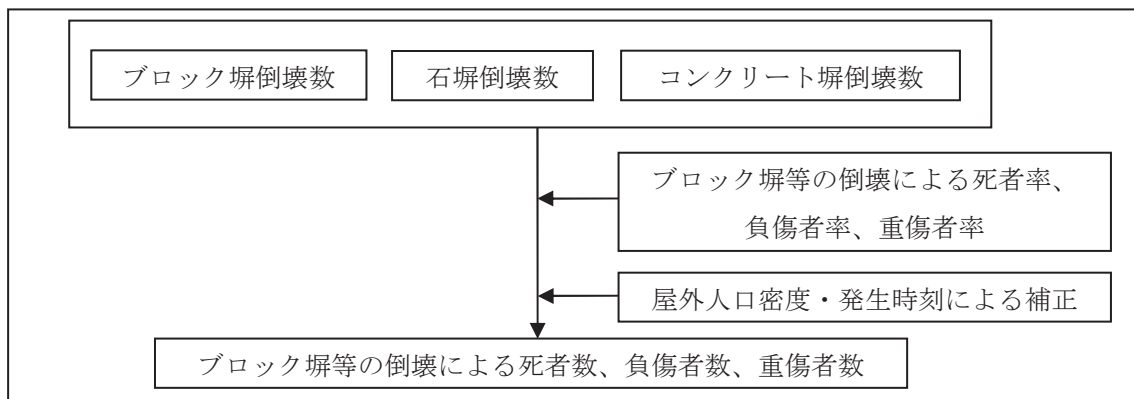 ブロック塀倒壊数
石塀倒壊数
コンクリート塀倒壊数
ブロック塀等の倒壊による死者率、
負傷者率、重傷者率
屋外人口密度・発生時刻による補正
ブロック塀等の倒壊による死者数、負傷者数、重傷者数